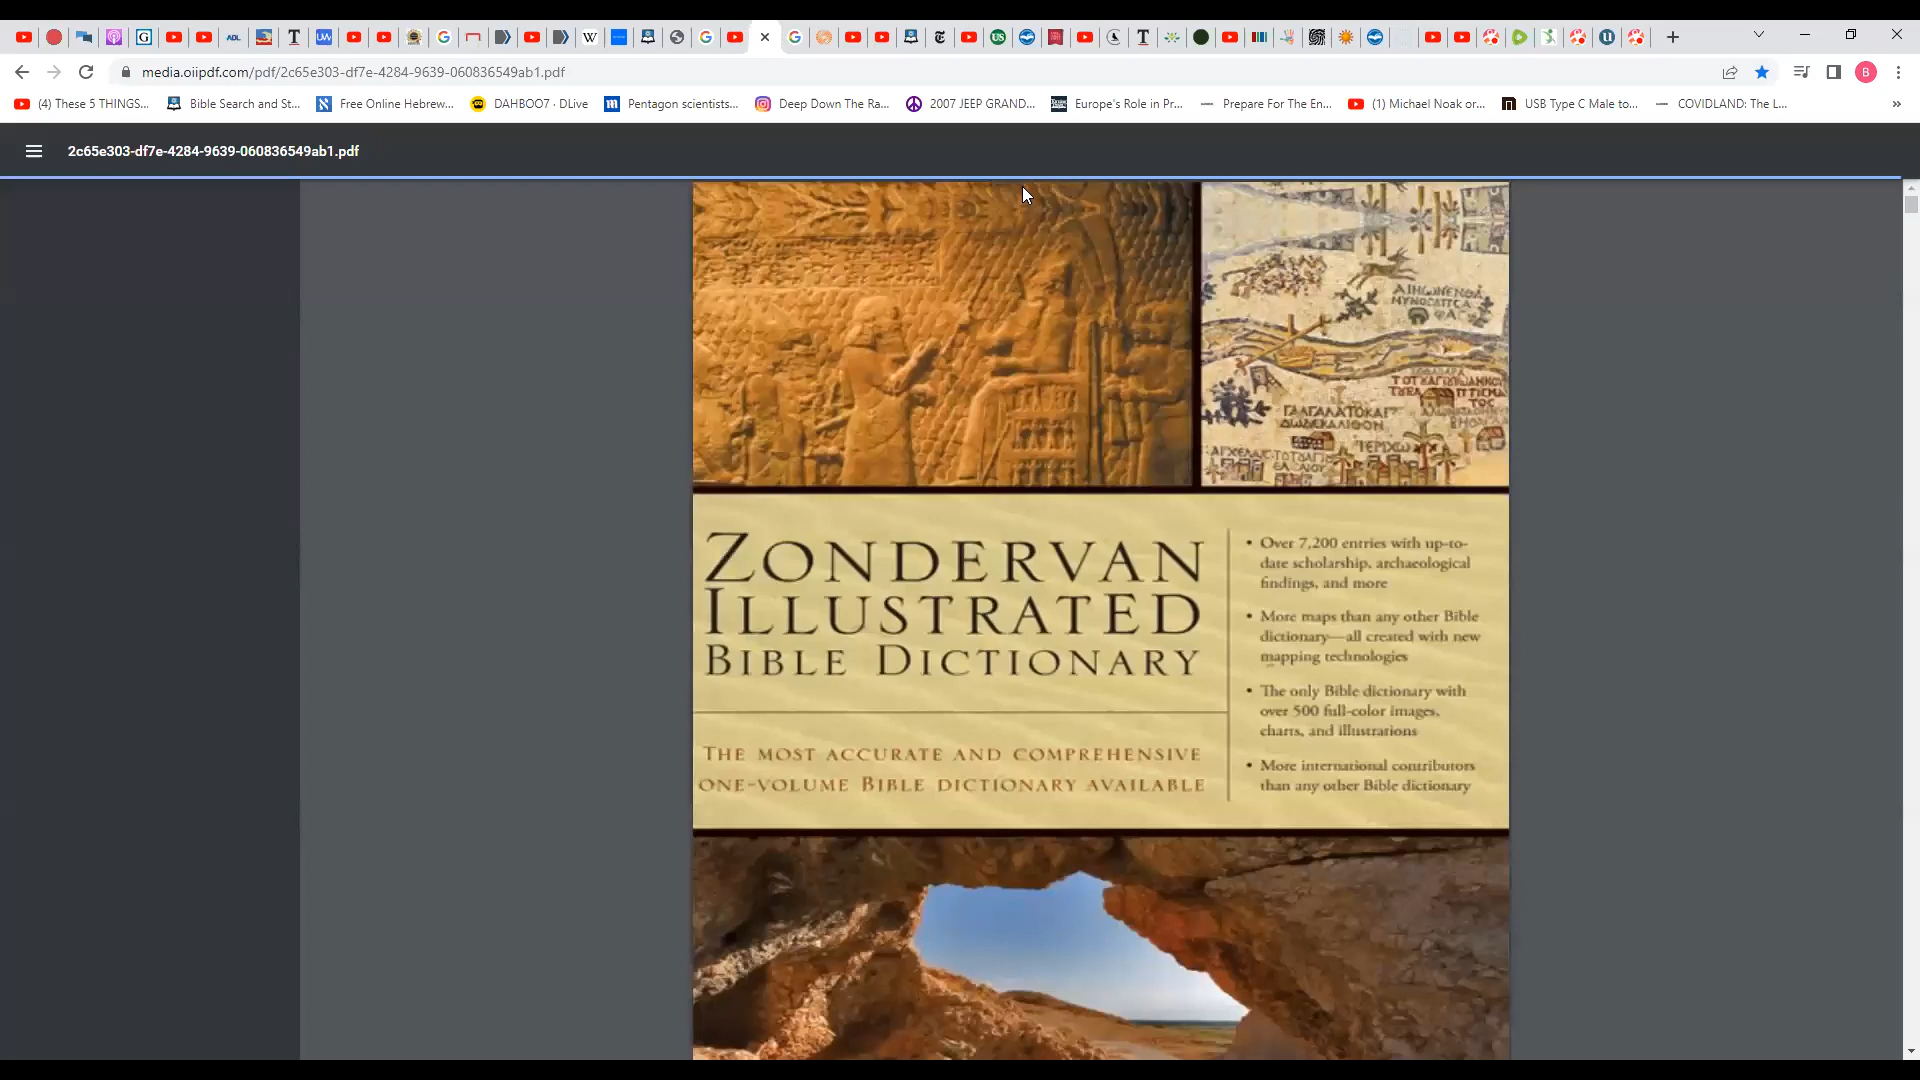 media.oiipdf.com/pdf/2c65e303-df7e-4284-9639-060836549ab1.pdf
B
(4) These 5 THINGS...
Bible Search and St...
Free Online Hebrew...
DAHBOO7 · DLive
Pentagon scientists...
Deep Down The Ra...
2007 JEEP GRAND...
Europe's Role in Pr...
Prepare For The En...
(1) Michael Noak or...
USB Type C Male to...
COVIDLAND: The L...
2c65e303-df7e-4284-9639-060836549ab1.pdf
ZONDERVAN
ILLUSTRATED
BIBLE DICTIONARY
THE MOST ACCURATE AND COMPREHENSIVE
ONE-VOLUME BIBLE DICTIONARY AVAILABLE
• Over 7,200 entries with up-to-
date scholarship, archaeological
findings, and more
• More maps than any other Bible
dictionary—all created with new
mapping technologies
• The only Bible dictionary with
over 500 full-color images,
charts, and illustrations
• More international contributors
than any other Bible dictionary